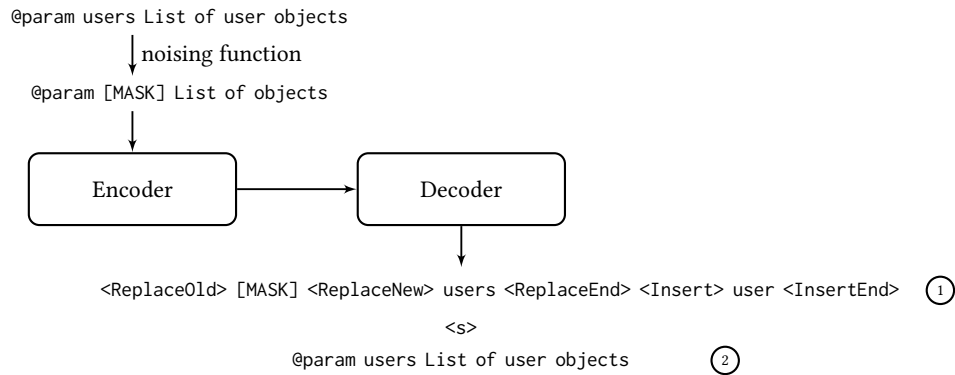 @param users List of user objects
noising function
@param [MASK] List of objects
Encoder
Decoder
<ReplaceOld> [MASK] <ReplaceNew> users <ReplaceEnd> <Insert> user <InsertEnd> 1
<s>
@param users List of user objects 2